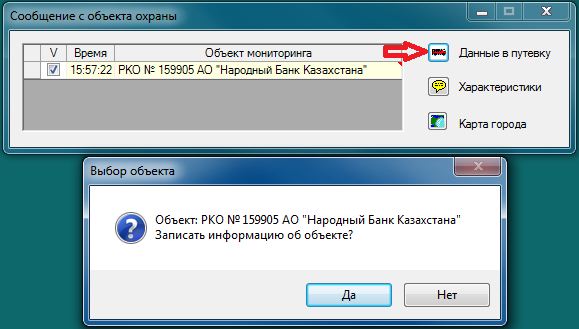 Сообщение с объекта охраны
V Время Объект мониторинга
15:57:22 РКО № 159905 АО "Народный Банк Казахстана"
Данные в путевку
Характеристики
Карта города
Выбор объекта
Объект: РКО № 159905 АО "Народный Банк Казахстана"
Записать информацию об объекте?
Да Нет